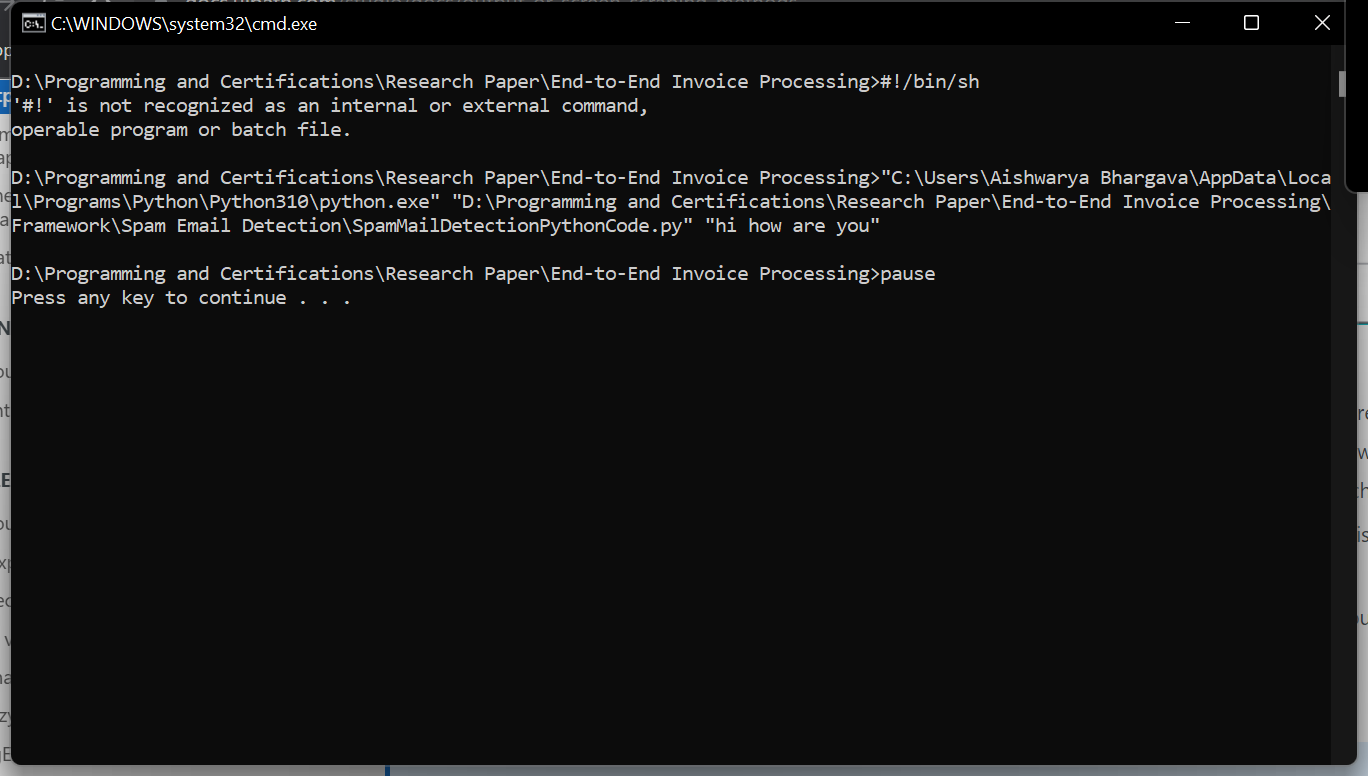 C:\WINDOWS\system32\cmd.exe
D:\Programming and Certifications\Research Paper\End-to-End Invoice Processing>#!/bin/sh
'#!' is not recognized as an internal or external command,
operable program or batch file.
D:\Programming and Certifications\Research Paper\End-to-End Invoice Processing>"C:\Users\Aishwarya Bhargava\AppData\Loca
l\Programs\Python\Python310\python.exe" "D:\Programming and Certifications\Research Paper\End-to-End Invoice Processing\
Framework\Spam Email Detection\SpamMailDetectionPythonCode.py" "hi how are you"
D:\Programming and Certifications\Research Paper\End-to-End Invoice Processing>pause
Press any key to continue . . .